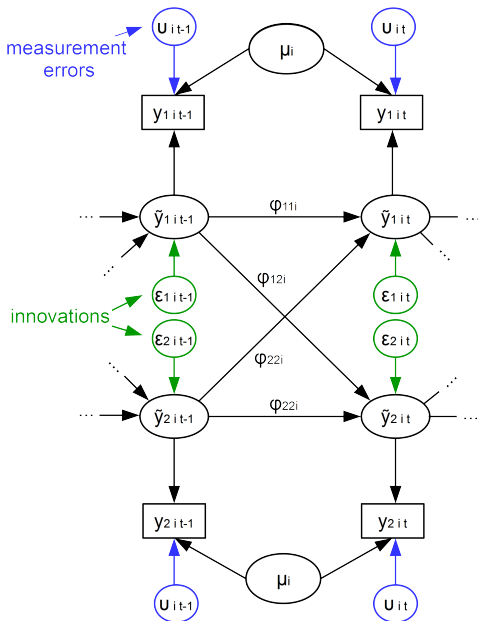 u i t-1
u i t
measurement
errors
μi
y1 i t-1
y1 i t
... ỹ1 i t-1
φ11i
ỹ1 i t ...
...
...
φ12i
ε1 i t-1
ε1 i t
innovations
ε2 i t-1
ε2 i t
φ22i
...
...
φ22i
... ỹ2 i t-1
ỹ2 i t ...
y2 i t-1
y2 i t
μi
u i t-1
u i t